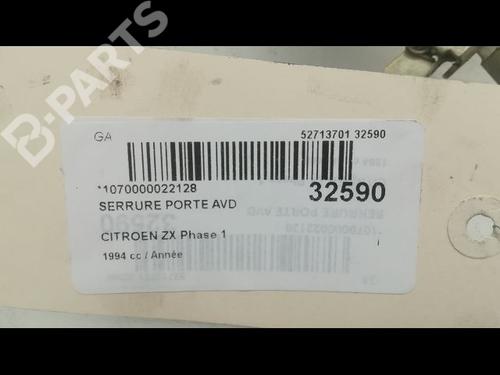 B-PARTS
GA
52713701 32590
*1070000022128
32590
SERRURE PORTE AVD
CITROEN ZX Phase 1
1994 cc / Année